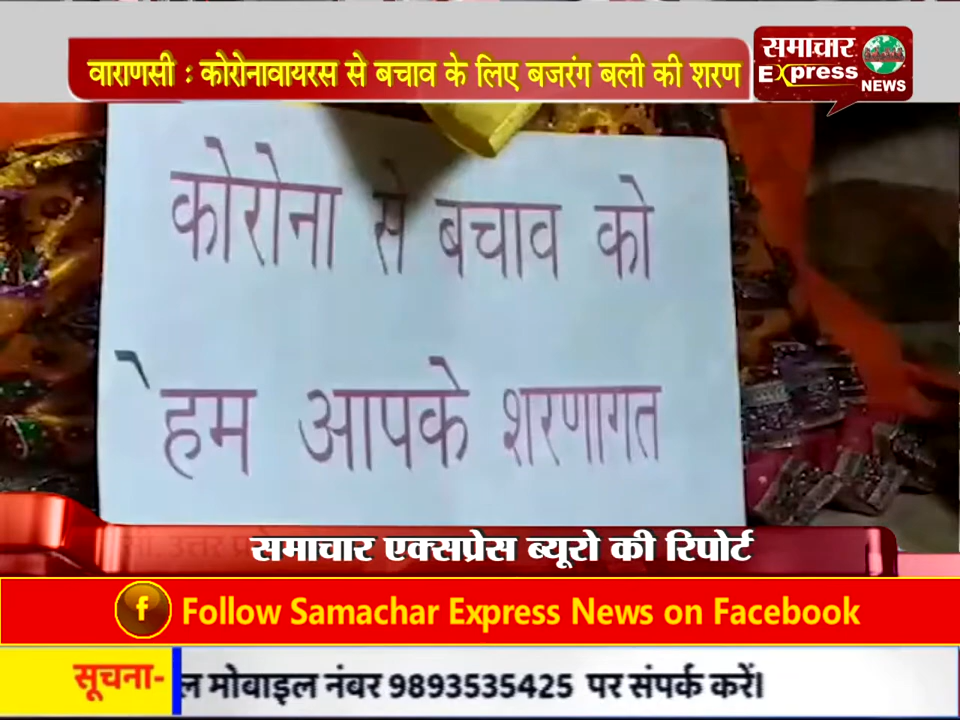 वाराणसी : कोरोनावायरस से बचाव के लिए बजरंग बली की शरण
समाचार
Express
NEWS
कोरोना से बचाव को
हम आपके शरणागत
समाचार एक्सप्रेस ब्यूरो की रिपोर्ट
f Follow Samachar Express News on Facebook
सूचना- ल मोबाइल नंबर 9893535425 पर संपर्क करें।